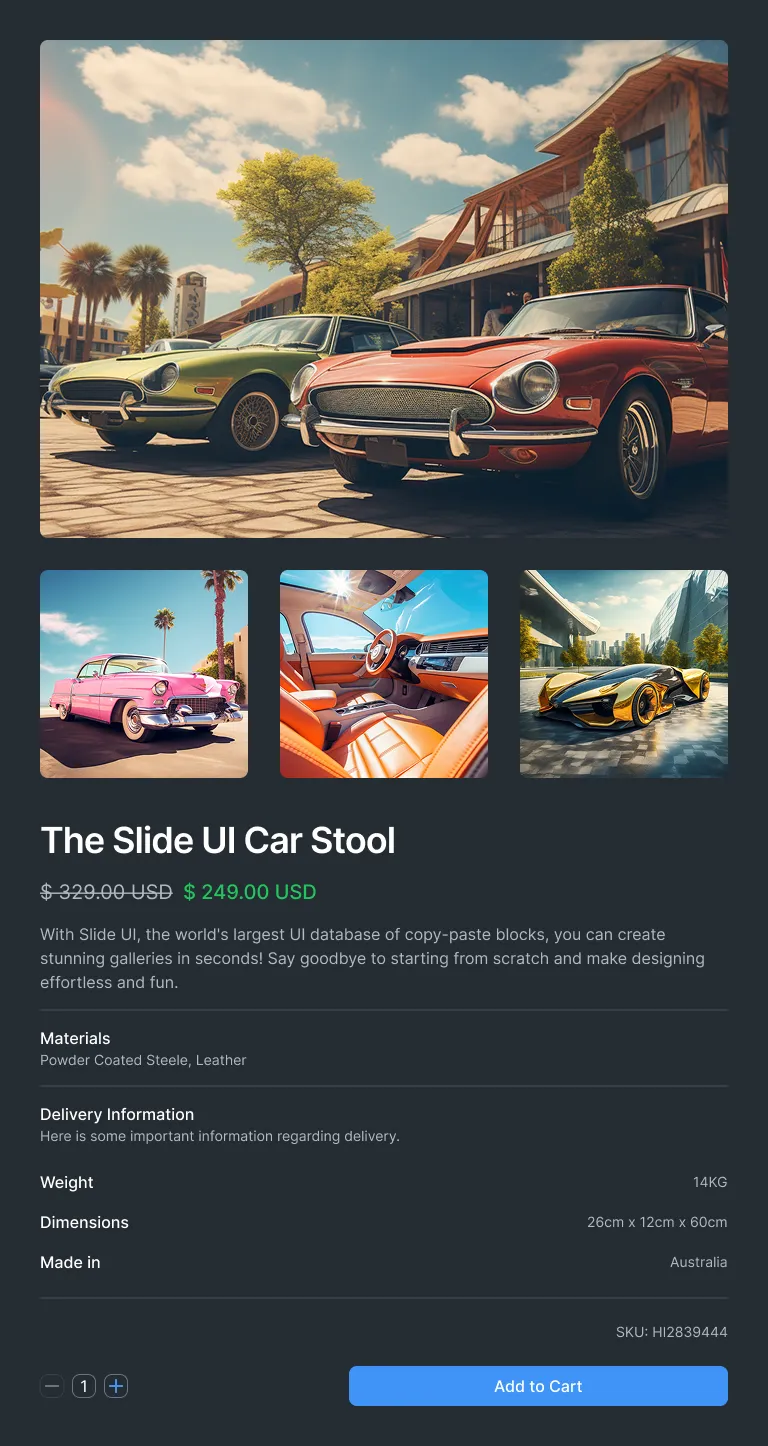 The Slide UI Car Stool
$ 329.00 USD $ 249.00 USD
With Slide UI, the world's largest UI database of copy-paste blocks, you can create
stunning galleries in seconds! Say goodbye to starting from scratch and make designing
effortless and fun.
Materials
Powder Coated Steele, Leather
Delivery Information
Here is some important information regarding delivery.
Weight 14KG
Dimensions 26cm x 12cm x 60cm
Made in Australia
SKU: HI2839444
1 Add to Cart